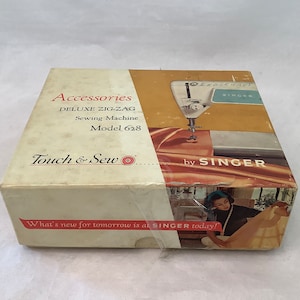 Accessories
DELUXE ZIG-ZAG
Sewing Machine
Model 628
SINGER
Touch & Sew
by SINGER
What's new for tomorrow is at SINGER today!